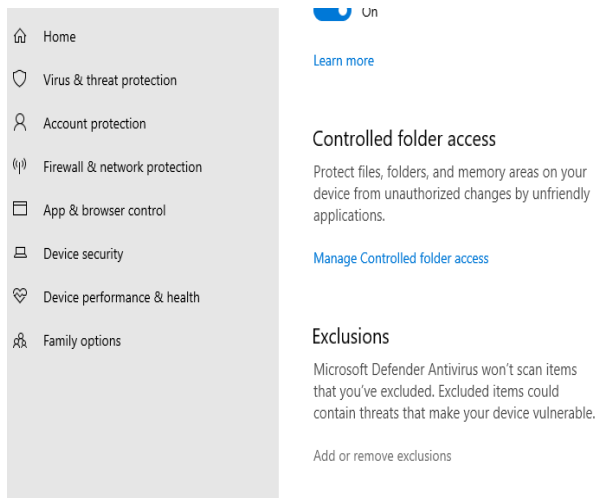 Home
Virus & threat protection
Account protection
Firewall & network protection
App & browser control
Device security
Device performance & health
Family options
On
Learn more
Controlled folder access
Protect files, folders, and memory areas on your
device from unauthorized changes by unfriendly
applications.
Manage Controlled folder access
Exclusions
Microsoft Defender Antivirus won't scan items
that you've excluded. Excluded items could
contain threats that make your device vulnerable.
Add or remove exclusions